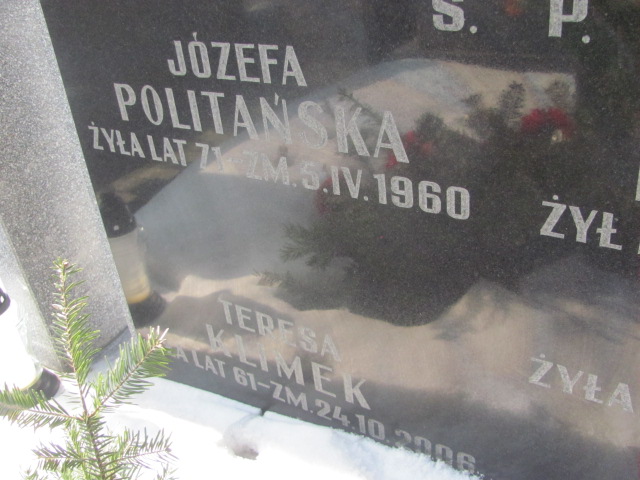 Ś. P.
JÓZEFA
POLITAŃSKA
ŻYŁA LAT 71 - ZM. 5.IV.1960
ŻYŁ
TERESA
KLIMEK
LAT 61-ZM.24.10.2006
ŻYŁA